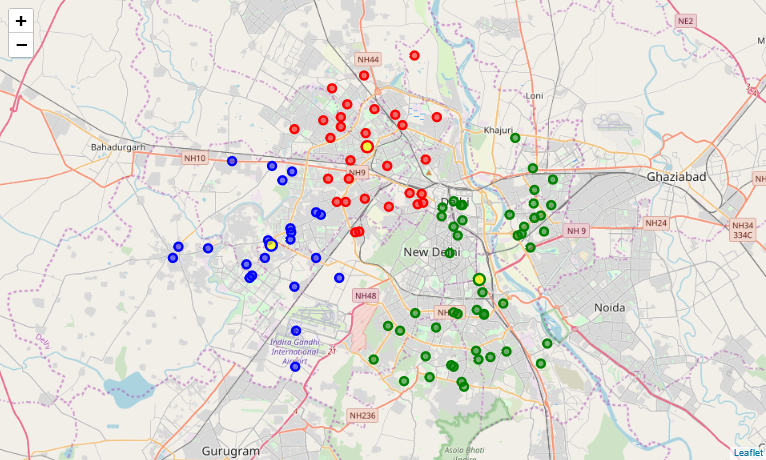 +
−
NE2
NH44
Loni
Khajuri
Bahadurgarh
NH10
NH9
Ghaziabad
NH24
NH34
334C
NH 9
New Delhi
NH48
Noida
Indira Gandhi
International
Airport
21
Delhi
NH236
Asola Bhati
Gurugram
Leaflet